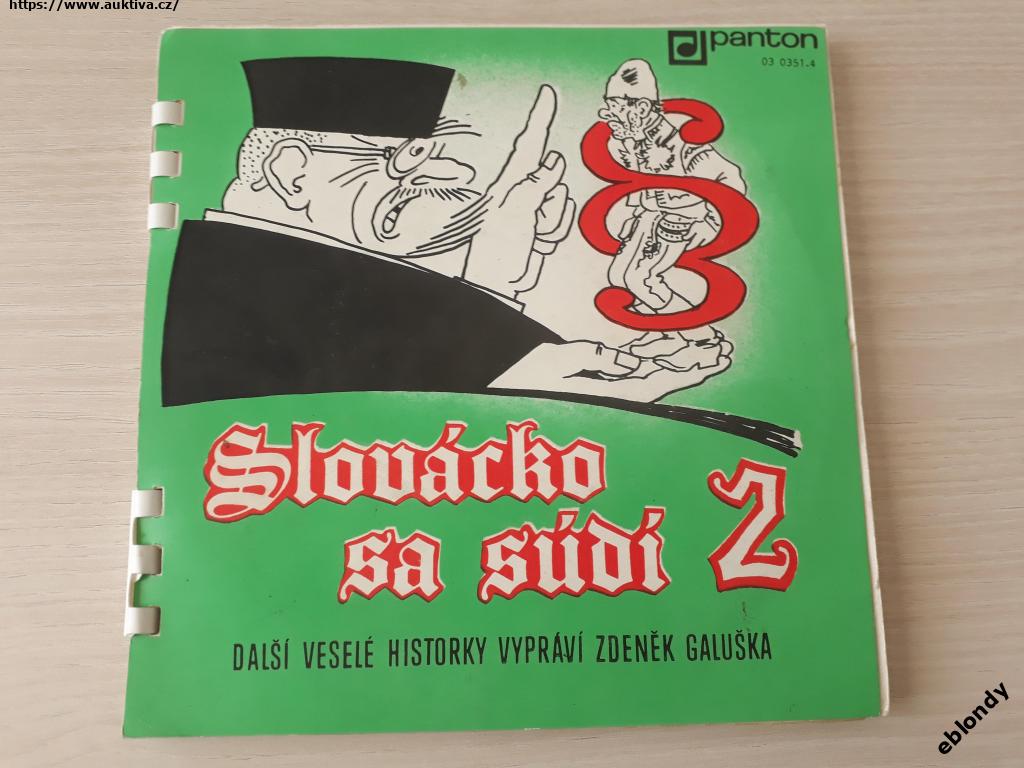 https://www.auktiva.cz/
panton
03 0351.4
Slovácko
sa súdí 2
DALŠÍ VESELÉ HISTORKY VYPRÁVÍ ZDENĚK GALUŠKA
eblondy